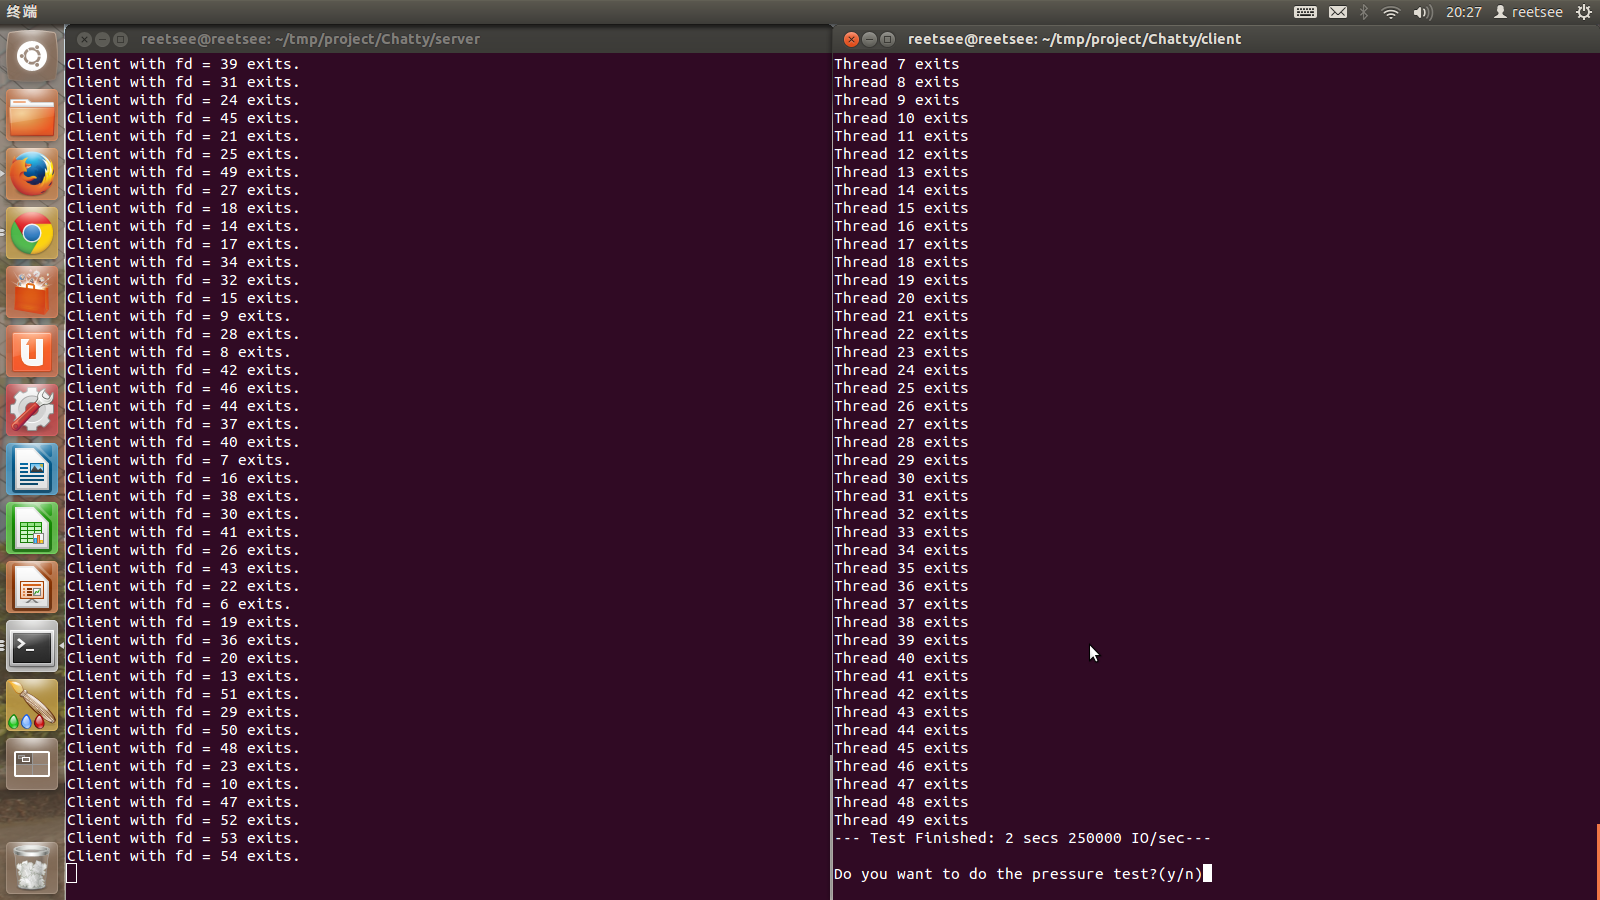 终端
20:27
reetsee
reetsee@reetsee: ~/tmp/project/Chatty/server
Client with fd = 39 exits.
Client with fd = 31 exits.
Client with fd = 24 exits.
Client with fd = 45 exits.
Client with fd = 21 exits.
Client with fd = 25 exits.
Client with fd = 49 exits.
Client with fd = 27 exits.
Client with fd = 18 exits.
Client with fd = 14 exits.
Client with fd = 17 exits.
Client with fd = 34 exits.
Client with fd = 32 exits.
Client with fd = 15 exits.
Client with fd = 9 exits.
Client with fd = 28 exits.
Client with fd = 8 exits.
Client with fd = 42 exits.
Client with fd = 46 exits.
Client with fd = 44 exits.
Client with fd = 37 exits.
Client with fd = 40 exits.
Client with fd = 7 exits.
Client with fd = 16 exits.
Client with fd = 38 exits.
Client with fd = 30 exits.
Client with fd = 41 exits.
Client with fd = 26 exits.
Client with fd = 43 exits.
Client with fd = 22 exits.
Client with fd = 6 exits.
Client with fd = 19 exits.
Client with fd = 36 exits.
Client with fd = 20 exits.
Client with fd = 13 exits.
Client with fd = 51 exits.
Client with fd = 29 exits.
Client with fd = 50 exits.
Client with fd = 48 exits.
Client with fd = 23 exits.
Client with fd = 10 exits.
Client with fd = 47 exits.
Client with fd = 52 exits.
Client with fd = 53 exits.
Client with fd = 54 exits.
reetsee@reetsee: ~/tmp/project/Chatty/client
Thread 7 exits
Thread 8 exits
Thread 9 exits
Thread 10 exits
Thread 11 exits
Thread 12 exits
Thread 13 exits
Thread 14 exits
Thread 15 exits
Thread 16 exits
Thread 17 exits
Thread 18 exits
Thread 19 exits
Thread 20 exits
Thread 21 exits
Thread 22 exits
Thread 23 exits
Thread 24 exits
Thread 25 exits
Thread 26 exits
Thread 27 exits
Thread 28 exits
Thread 29 exits
Thread 30 exits
Thread 31 exits
Thread 32 exits
Thread 33 exits
Thread 34 exits
Thread 35 exits
Thread 36 exits
Thread 37 exits
Thread 38 exits
Thread 39 exits
Thread 40 exits
Thread 41 exits
Thread 42 exits
Thread 43 exits
Thread 44 exits
Thread 45 exits
Thread 46 exits
Thread 47 exits
Thread 48 exits
Thread 49 exits
--- Test Finished: 2 secs 250000 IO/sec---
Do you want to do the pressure test?(y/n)